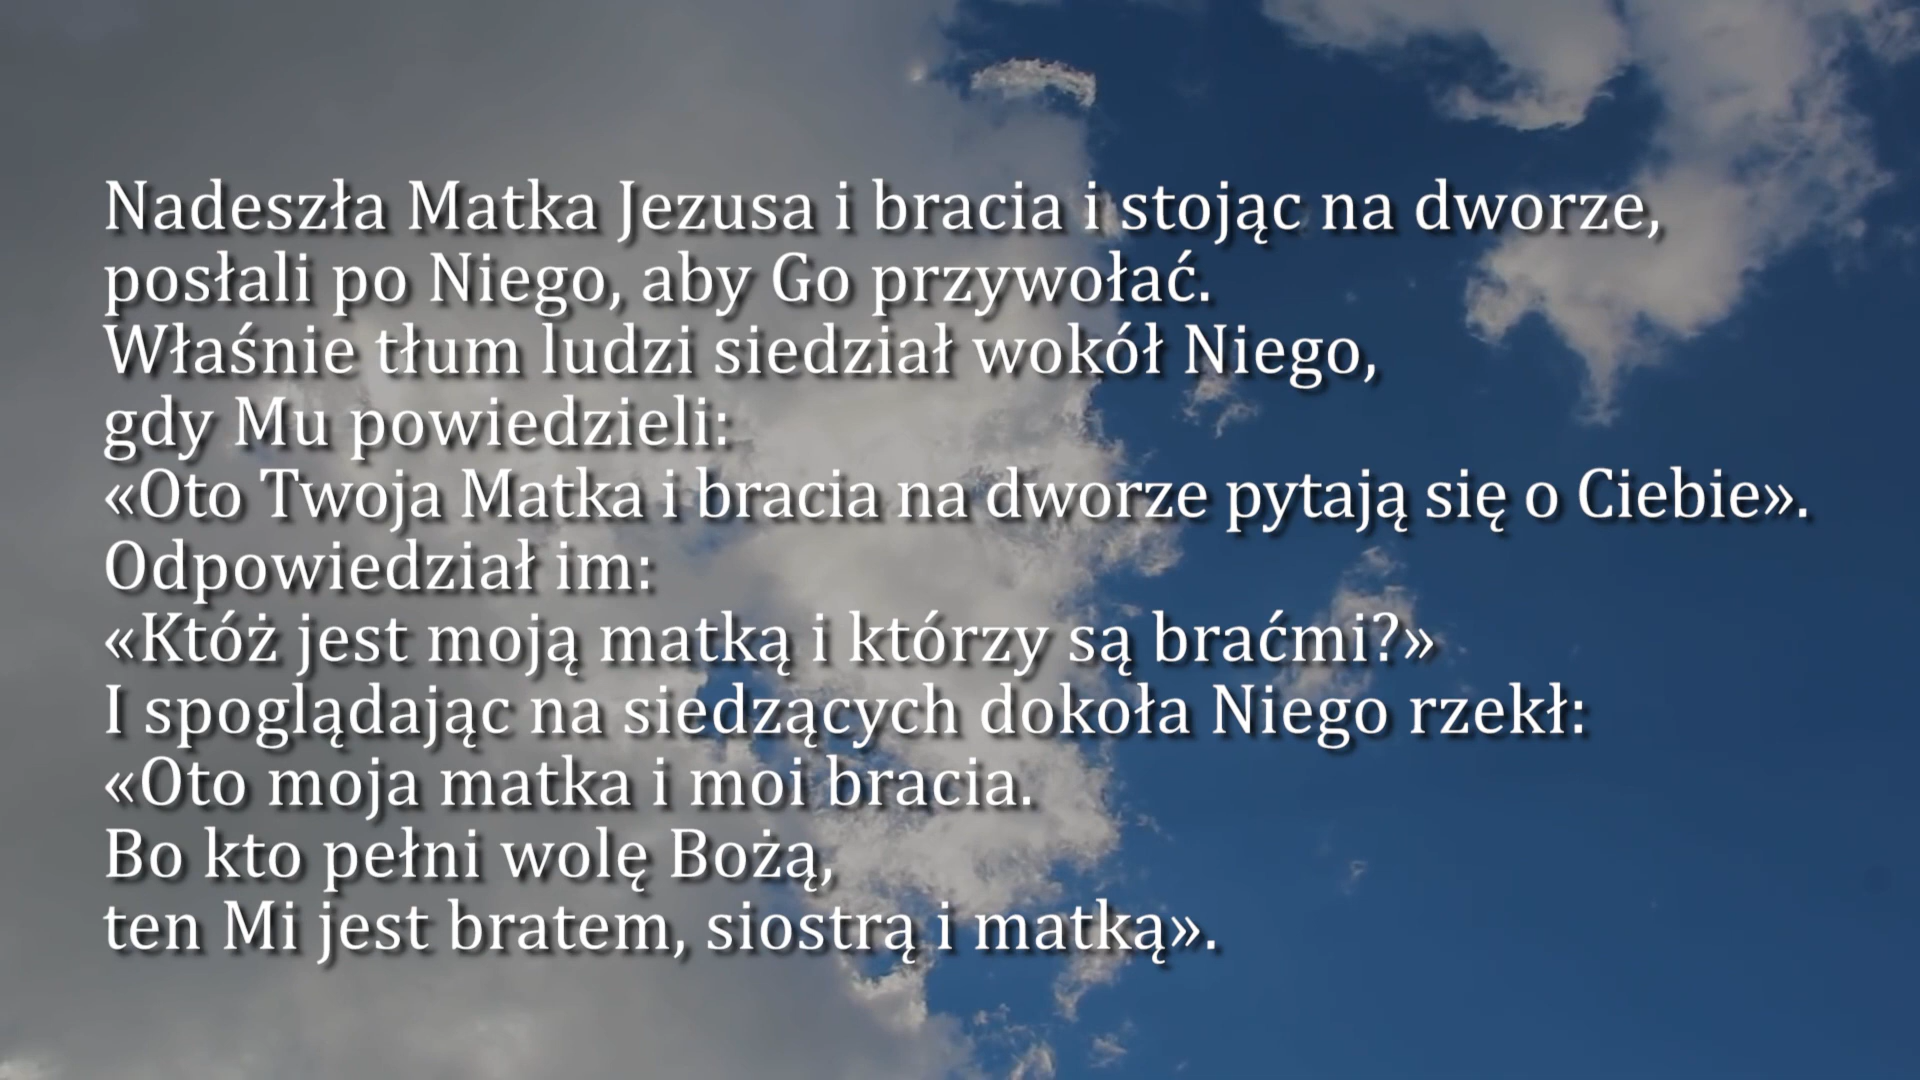 Nadeszła Matka Jezusa i bracia i stojąc na dworze,
posłali po Niego, aby Go przywołać.
Właśnie tłum ludzi siedział wokół Niego,
gdy Mu powiedzieli:
«Oto Twoja Matka i bracia na dworze pytają się o Ciebie».
Odpowiedział im:
«Któż jest moją matką i którzy są braćmi?»
I spoglądając na siedzących dokoła Niego rzekł:
«Oto moja matka i moi bracia.
Bo kto pełni wolę Bożą,
ten Mi jest bratem, siostrą i matką».